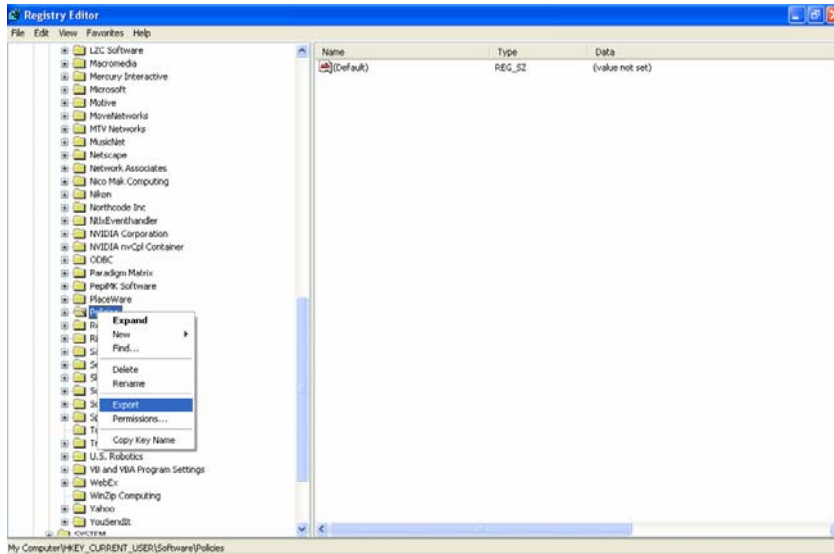 Registry Editor
File Edit View Favorites Help
Name Type Data
(Default) REG_SZ (value not set)
LZC Software
Macromedia
Mercury Interactive
Microsoft
Motive
MoveNetworks
MTV Networks
MusicNet
Netscape
Network Associates
Nico Mak Computing
Nikon
Northcode Inc
NtlxEventhandler
NVIDIA Corporation
NVIDIA nvCpl Container
ODBC
Paradigm Matrix
PepiMK Software
PlaceWare
Expand
New
Find...
Delete
Rename
Export
Permissions...
Copy Key Name
U.S. Robotics
VB and VBA Program Settings
WebEx
WinZip Computing
Yahoo
YouSendIt
SYSTEM
My Computer\HKEY_CURRENT_USER\Software\Policies